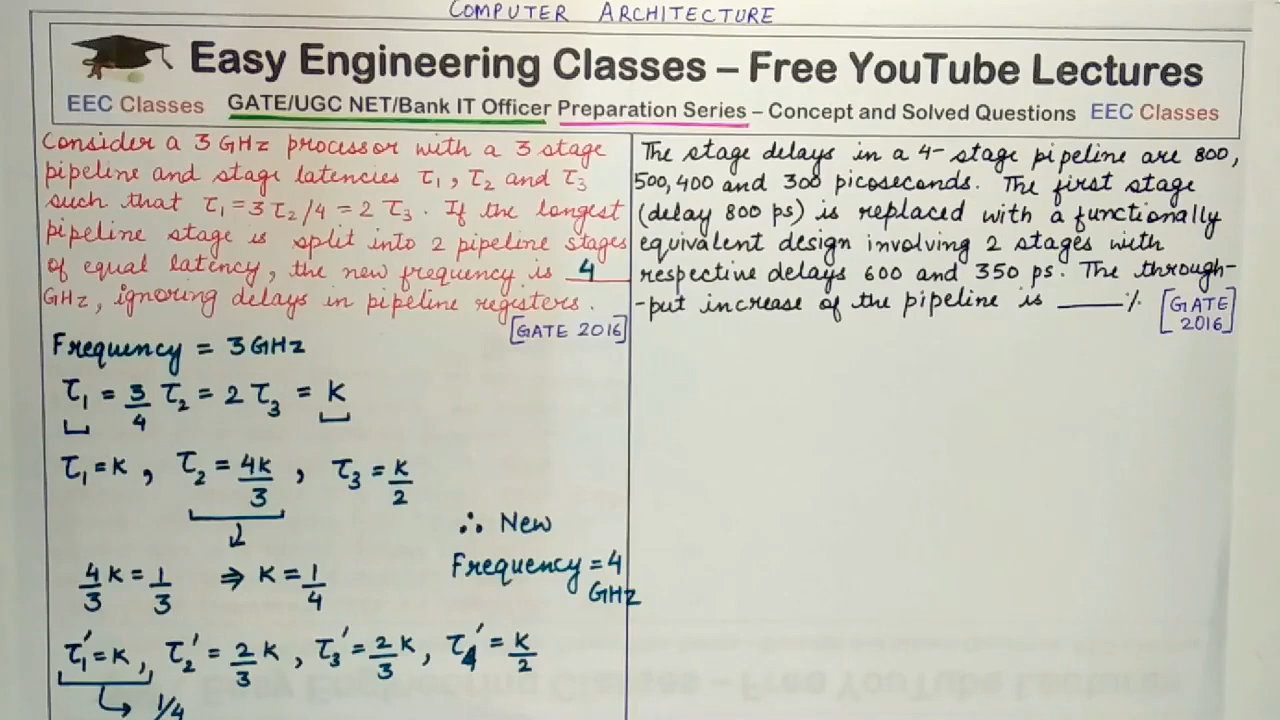 COMPUTER ARCHITECTURE
Easy Engineering Classes – Free YouTube Lectures
EEC Classes GATE/UGC NET/Bank IT Officer Preparation Series – Concept and Solved Questions EEC Classes
Consider a 3 GHz processor with a 3 stage
pipeline and stage latencies τ₁, τ₂ and τ₃
such that τ₁ = 3τ₂/4 = 2τ₃. If the longest
pipeline stage is split into 2 pipeline stages
of equal latency, the new frequency is 4
GHz, ignoring delays in pipeline registers.
[GATE 2016]
Frequency = 3 GHz
τ₁ = 3/4 τ₂ = 2 τ₃ = K
τ₁ = K, τ₂ = 4K/3, τ₃ = K/2
4/3 K = 1/3 ⇒ K = 1/4
∴ New
Frequency = 4
GHz
τ₁' = K, τ₂' = 2/3 K, τ₃' = 2/3 K, τ₄' = K/2
1/4
The stage delays in a 4-stage pipeline are 800,
500, 400 and 300 picoseconds. The first stage
(delay 800 ps) is replaced with a functionally
equivalent design involving 2 stages with
respective delays 600 and 350 ps. The through-
-put increase of the pipeline is ____ %.
[GATE
2016]